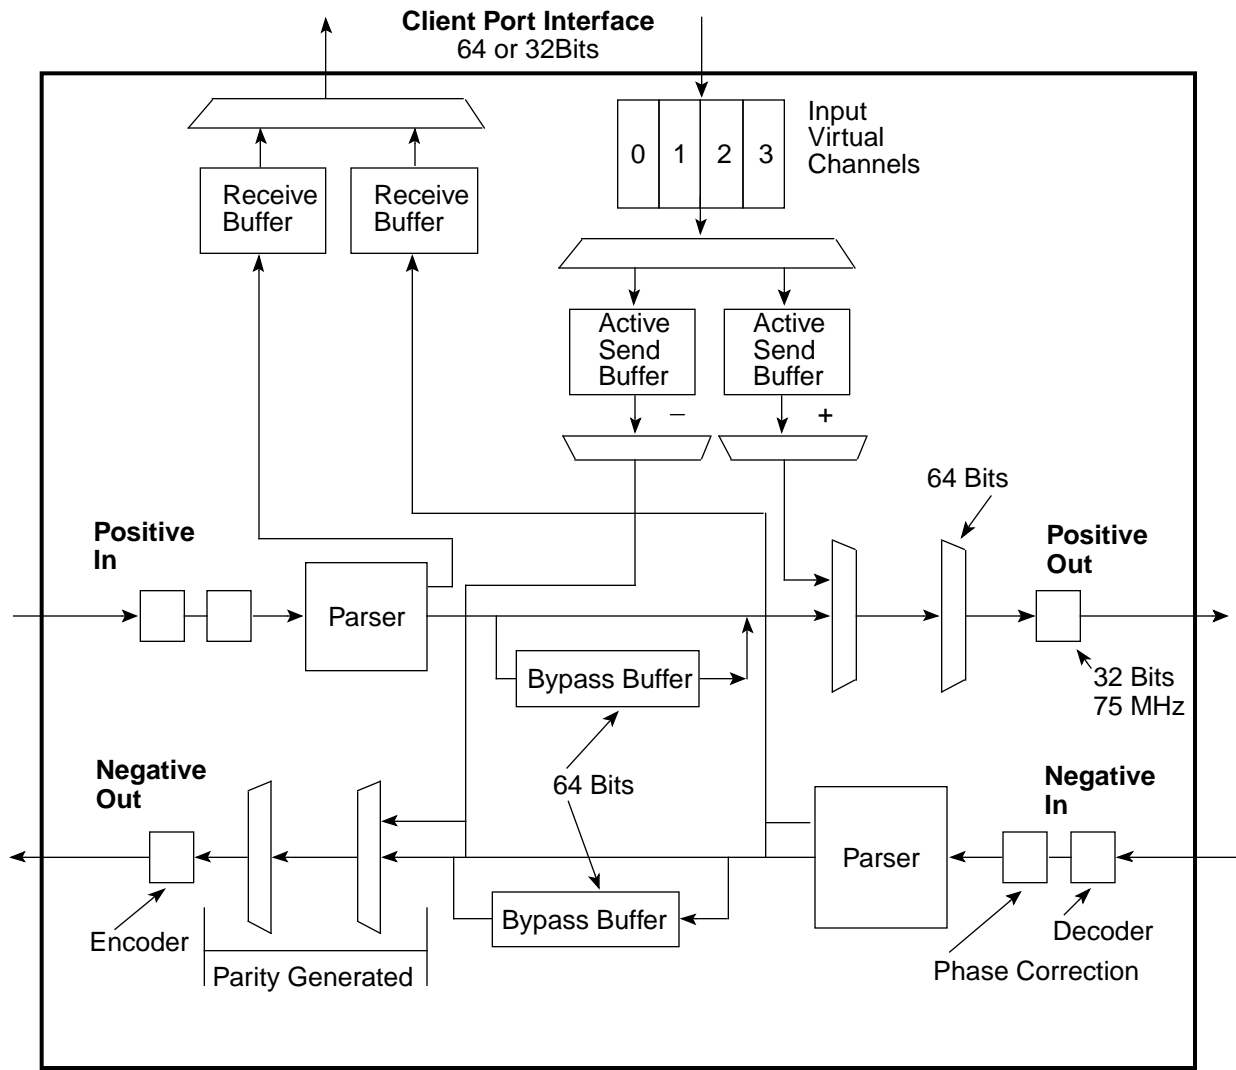 Client Port Interface
64 or 32Bits
Input
Virtual
Channels
0 1 2 3
Receive
Buffer
Receive
Buffer
Active
Send
Buffer
Active
Send
Buffer
–
+
64 Bits
Positive
In
Positive
Out
Parser
Bypass Buffer
32 Bits
75 MHz
Negative
Out
64 Bits
Negative
In
Parser
Bypass Buffer
Encoder
Decoder
Parity Generated
Phase Correction